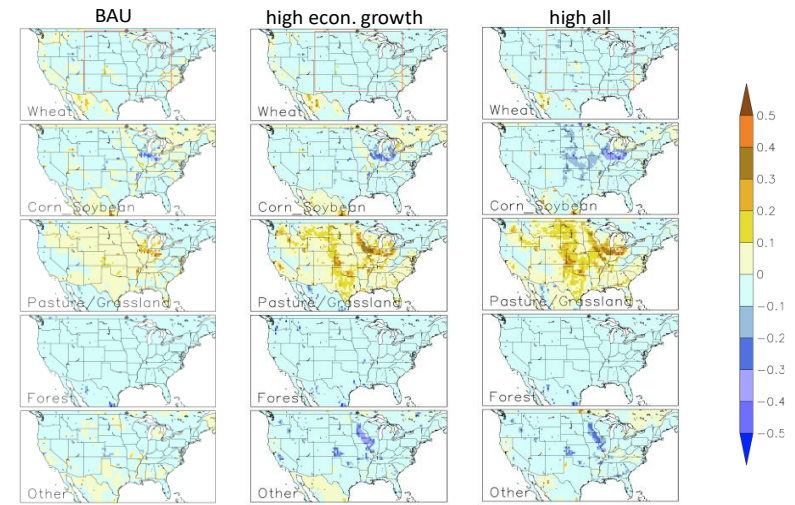 BAU
high econ. growth
high all
Wheat
Wheat
Wheat
Corn_Soybean
Corn_Soybean
Corn_Soybean
Pasture/Grassland
Pasture/Grassland
Pasture/Grassland
Forest
Forest
Forest
Other
Other
Other
0.5
0.4
0.3
0.2
0.1
0
−0.1
−0.2
−0.3
−0.4
−0.5